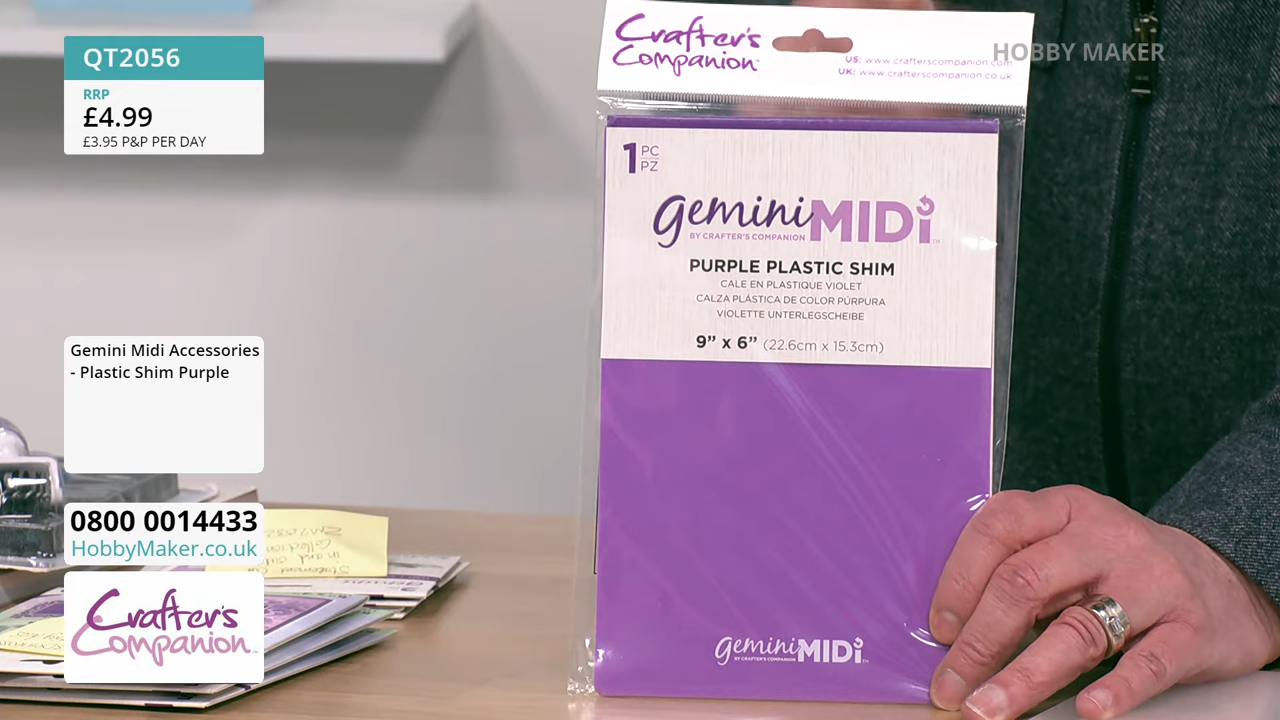 QT2056
RRP
£4.99
£3.95 P&P PER DAY
Gemini Midi Accessories
- Plastic Shim Purple
0800 0014433
HobbyMaker.co.uk
Crafter's
Companion
HOBBY MAKER
Crafter's
Companion
US: www.crafterscompanion.com
UK: www.crafterscompanion.co.uk
1 PC
PZ
gemini MIDi
BY CRAFTER'S COMPANION
PURPLE PLASTIC SHIM
CALE EN PLASTIQUE VIOLET
CALZA PLÁSTICA DE COLOR PÚRPURA
VIOLETTE UNTERLEGSCHEIBE
9” x 6” (22.6cm x 15.3cm)
gemini MIDi
BY CRAFTER'S COMPANION